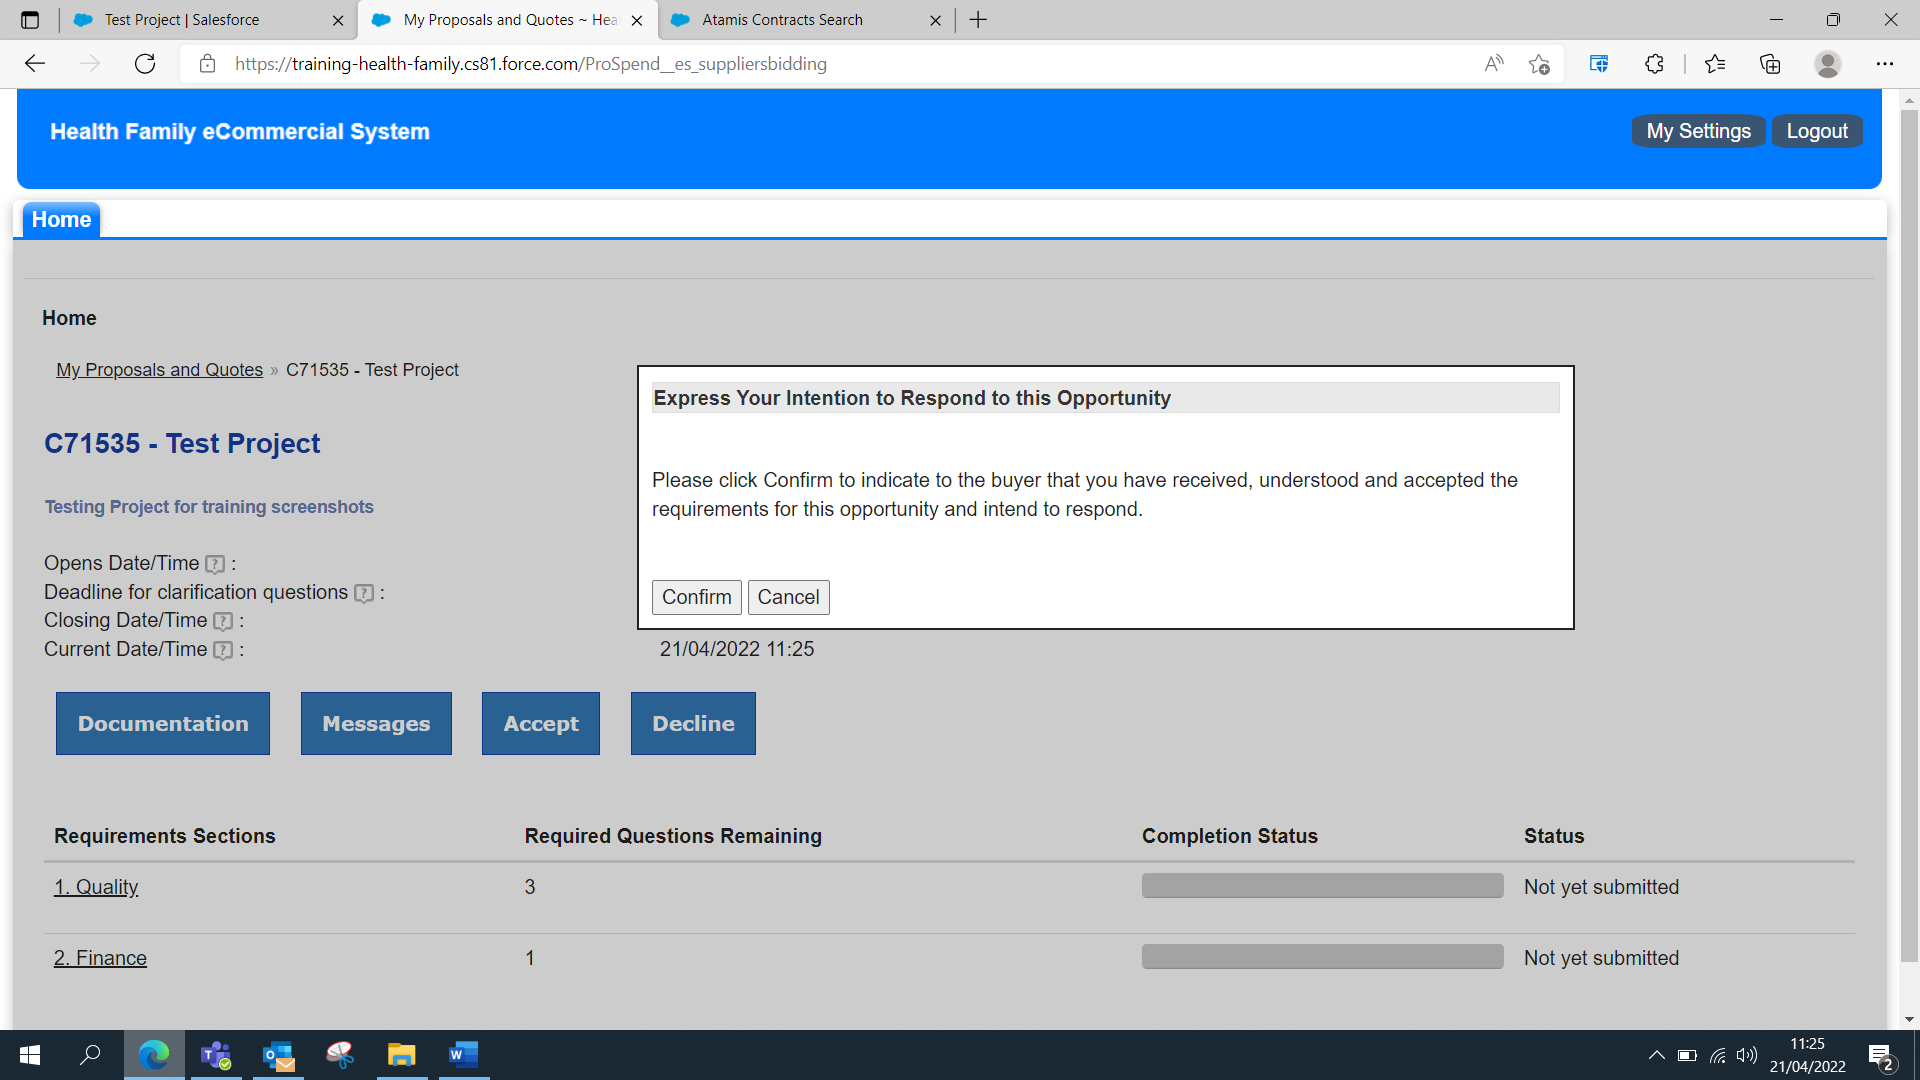 Test Project | Salesforce
My Proposals and Quotes ~ Hea
Atamis Contracts Search
https://training-health-family.cs81.force.com/ProSpend__es_suppliersbidding
Health Family eCommercial System
My Settings
Logout
Home
Home
My Proposals and Quotes » C71535 - Test Project
C71535 - Test Project
Testing Project for training screenshots
Opens Date/Time ? :
Deadline for clarification questions ? :
Closing Date/Time ? :
Current Date/Time ? :
21/04/2022 11:25
Express Your Intention to Respond to this Opportunity
Please click Confirm to indicate to the buyer that you have received, understood and accepted the
requirements for this opportunity and intend to respond.
Confirm
Cancel
Documentation
Messages
Accept
Decline
Requirements Sections
Required Questions Remaining
Completion Status
Status
1. Quality
3
Not yet submitted
2. Finance
1
Not yet submitted
11:25
21/04/2022
2